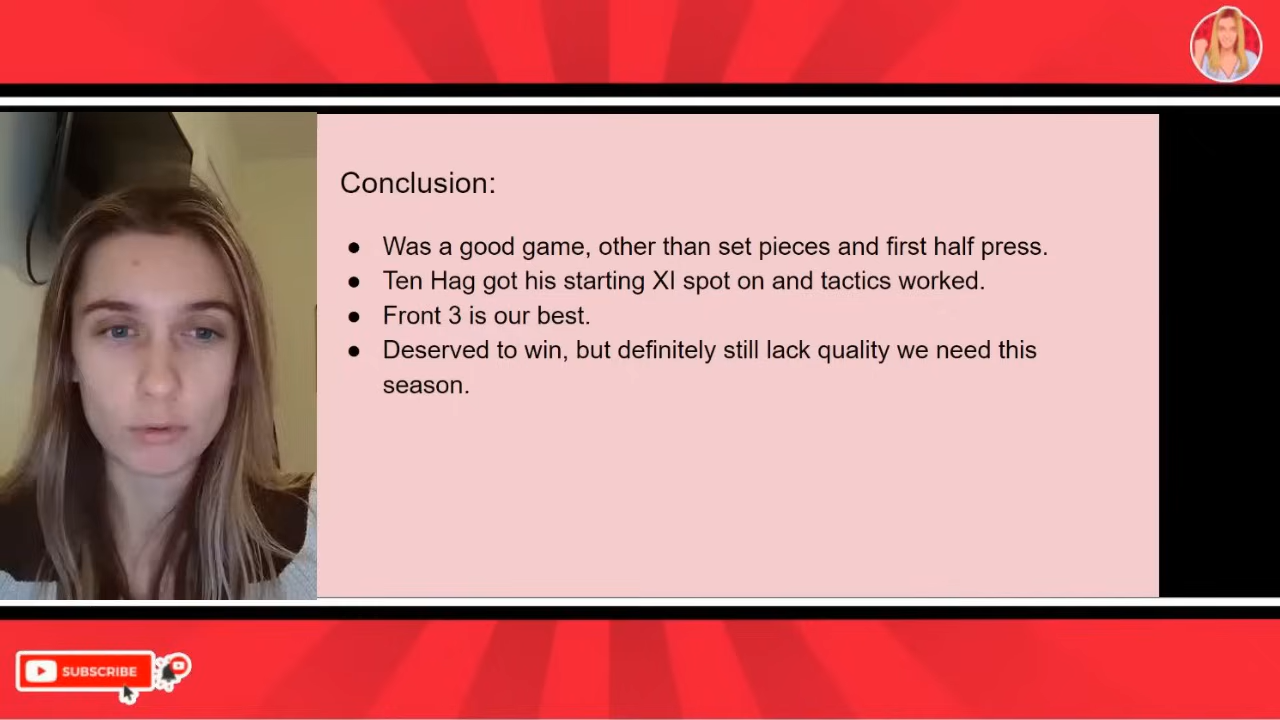 Conclusion:
● Was a good game, other than set pieces and first half press.
● Ten Hag got his starting XI spot on and tactics worked.
● Front 3 is our best.
● Deserved to win, but definitely still lack quality we need this
season.
SUBSCRIBE